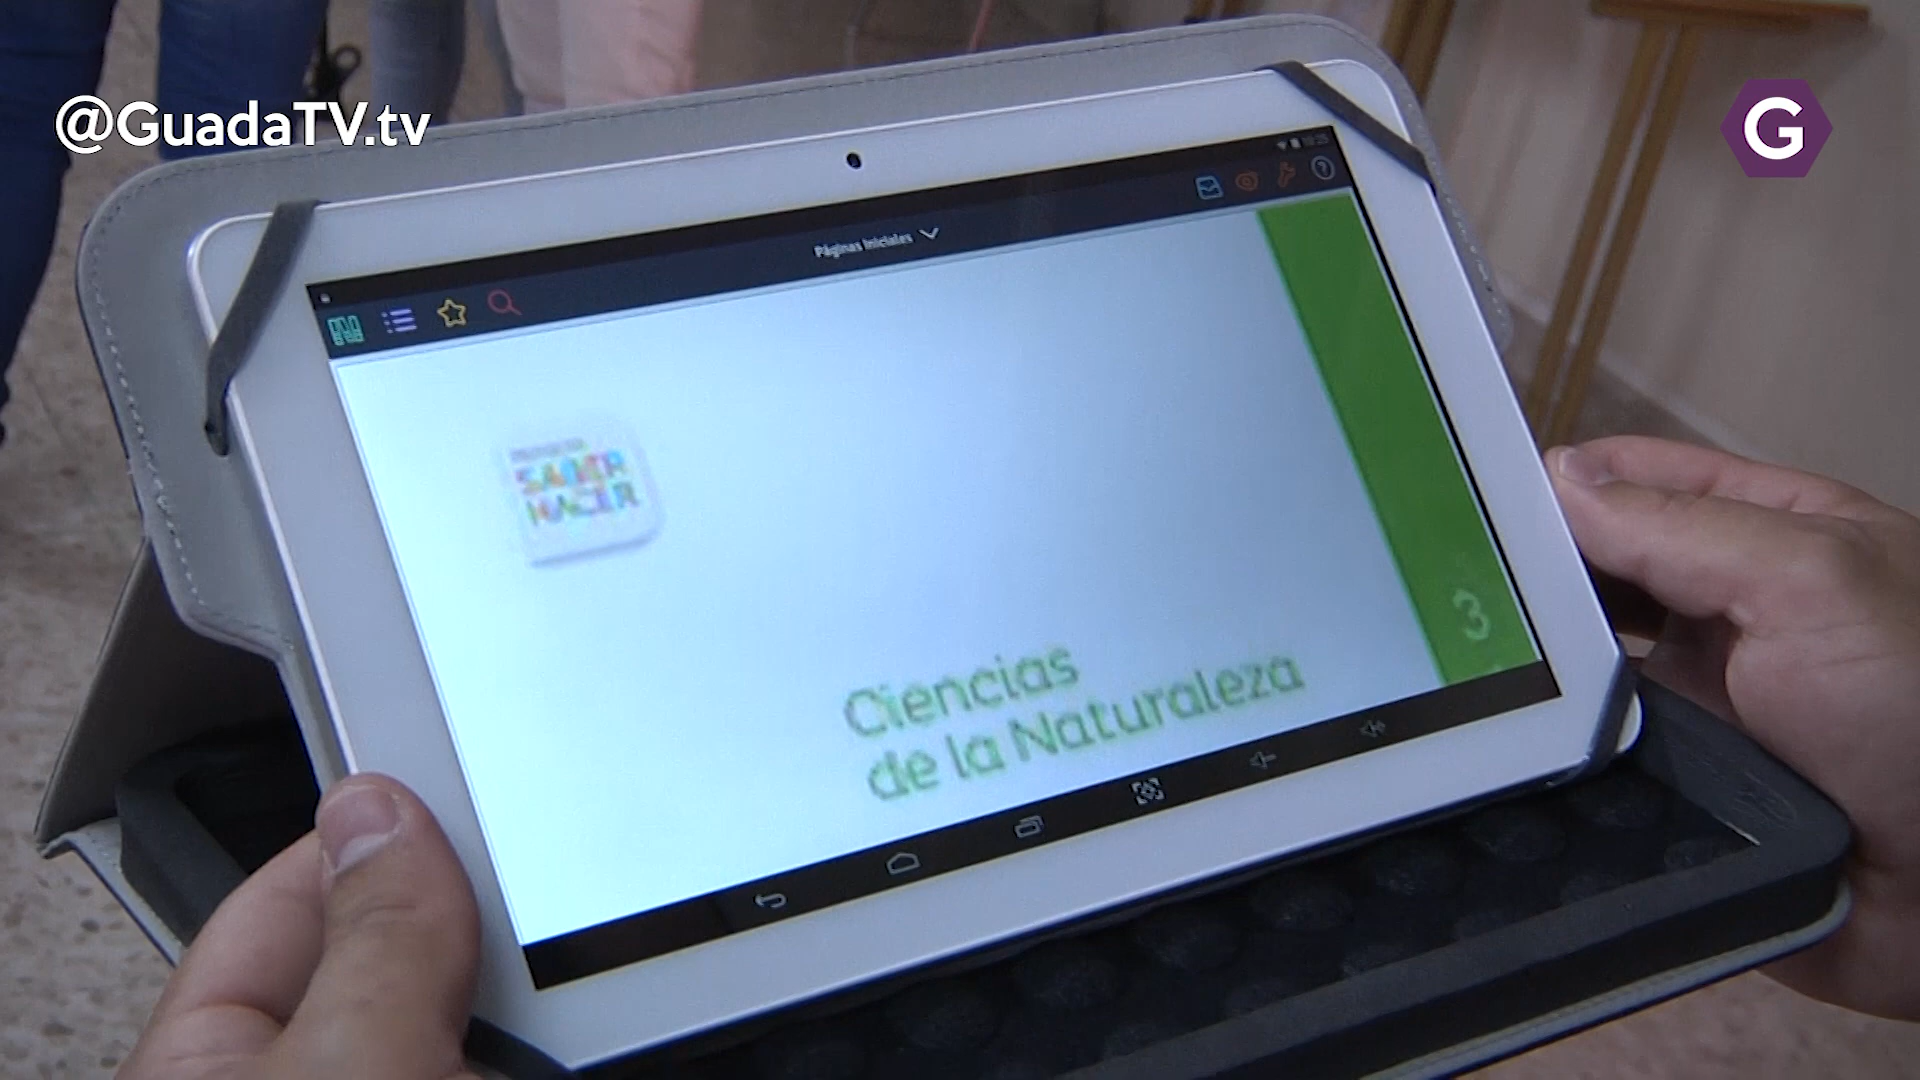 @GuadaTV.tv
G
Páginas Iniciales
SABER
HACER
3
Ciencias
de la Naturaleza